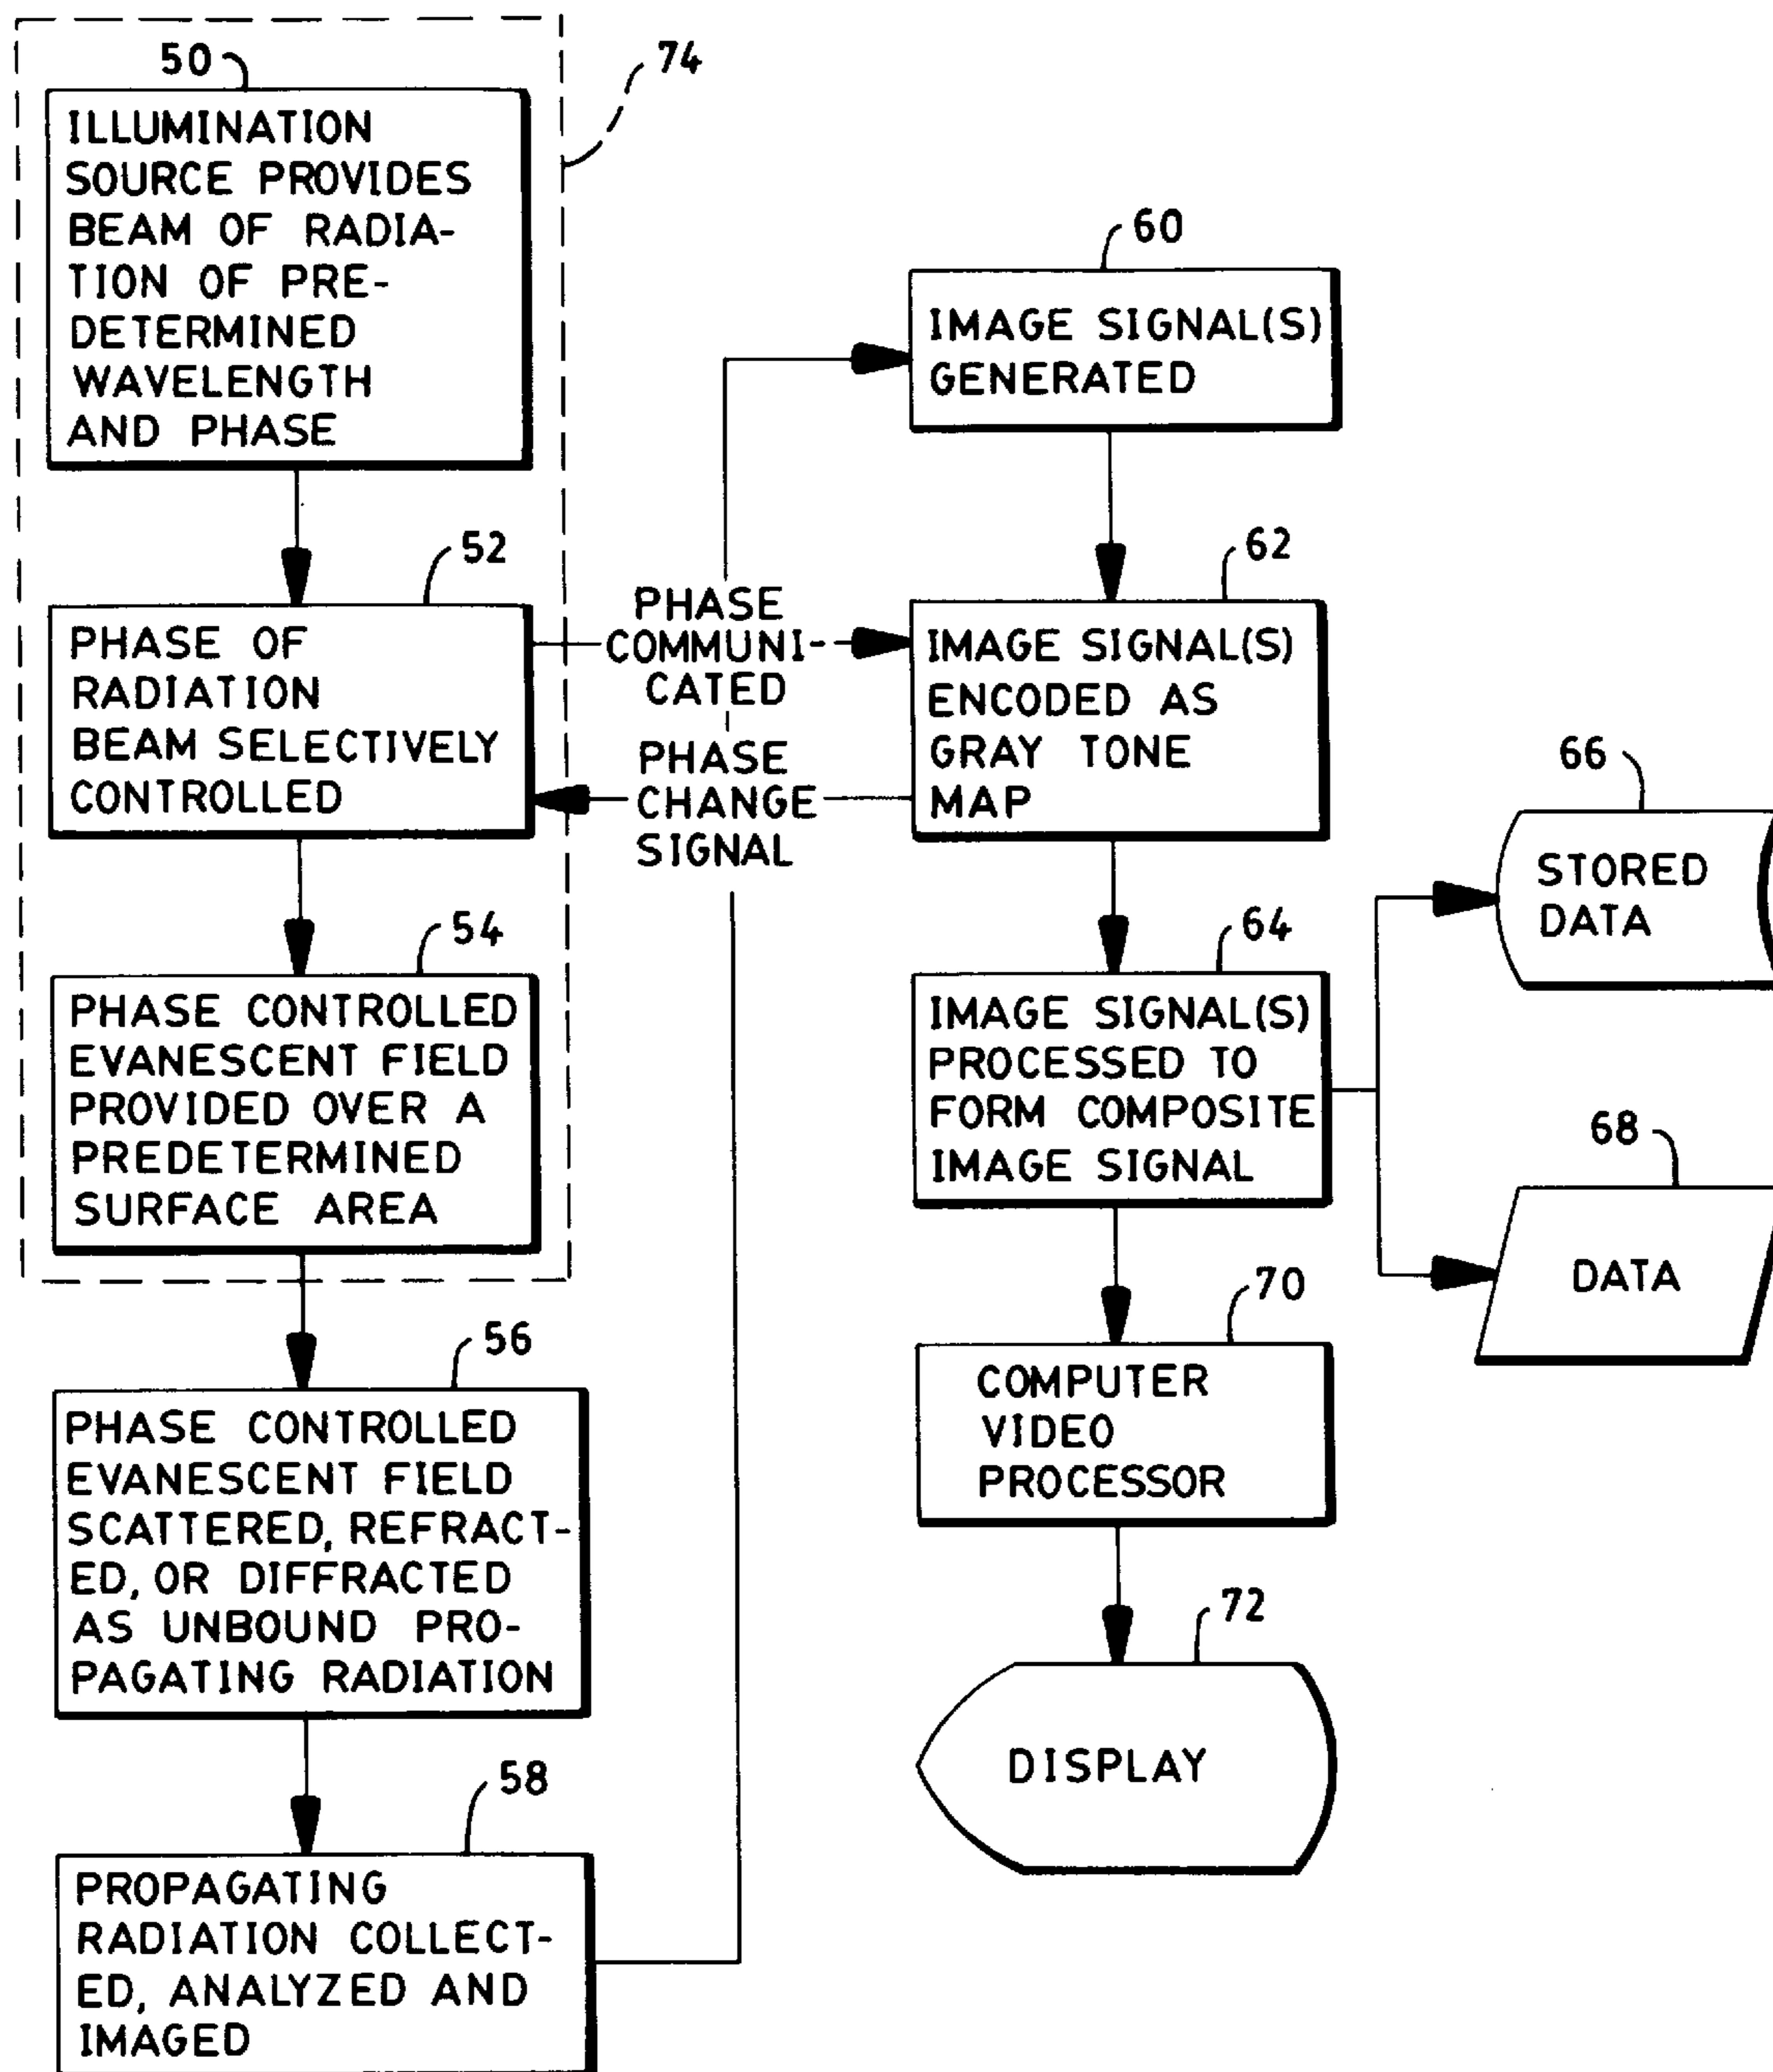 50
74
ILLUMINATION
SOURCE PROVIDES
BEAM OF RADIA-
TION OF PRE-
DETERMINED
WAVELENGTH
AND PHASE
52
PHASE OF
RADIATION
BEAM SELECTIVELY
CONTROLLED
54
PHASE CONTROLLED
EVANESCENT FIELD
PROVIDED OVER A
PREDETERMINED
SURFACE AREA
56
PHASE CONTROLLED
EVANESCENT FIELD
SCATTERED, REFRACT-
ED, OR DIFFRACTED
AS UNBOUND PRO-
PAGATING RADIATION
58
PROPAGATING
RADIATION COLLECT-
ED, ANALYZED AND
IMAGED
PHASE
COMMUNI-
CATED
PHASE
CHANGE
SIGNAL
60
IMAGE SIGNAL(S)
GENERATED
62
IMAGE SIGNAL(S)
ENCODED AS
GRAY TONE
MAP
64
IMAGE SIGNAL(S)
PROCESSED TO
FORM COMPOSITE
IMAGE SIGNAL
66
STORED
DATA
68
DATA
70
COMPUTER
VIDEO
PROCESSOR
72
DISPLAY